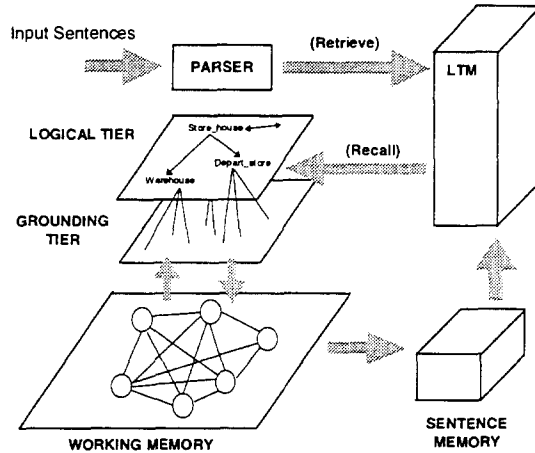 Input Sentences
(Retrieve)
PARSER
LTM
LOGICAL TIER
Store_house
(Recall)
Depart_store
Warehouse
GROUNDING
TIER
WORKING MEMORY
SENTENCE
MEMORY